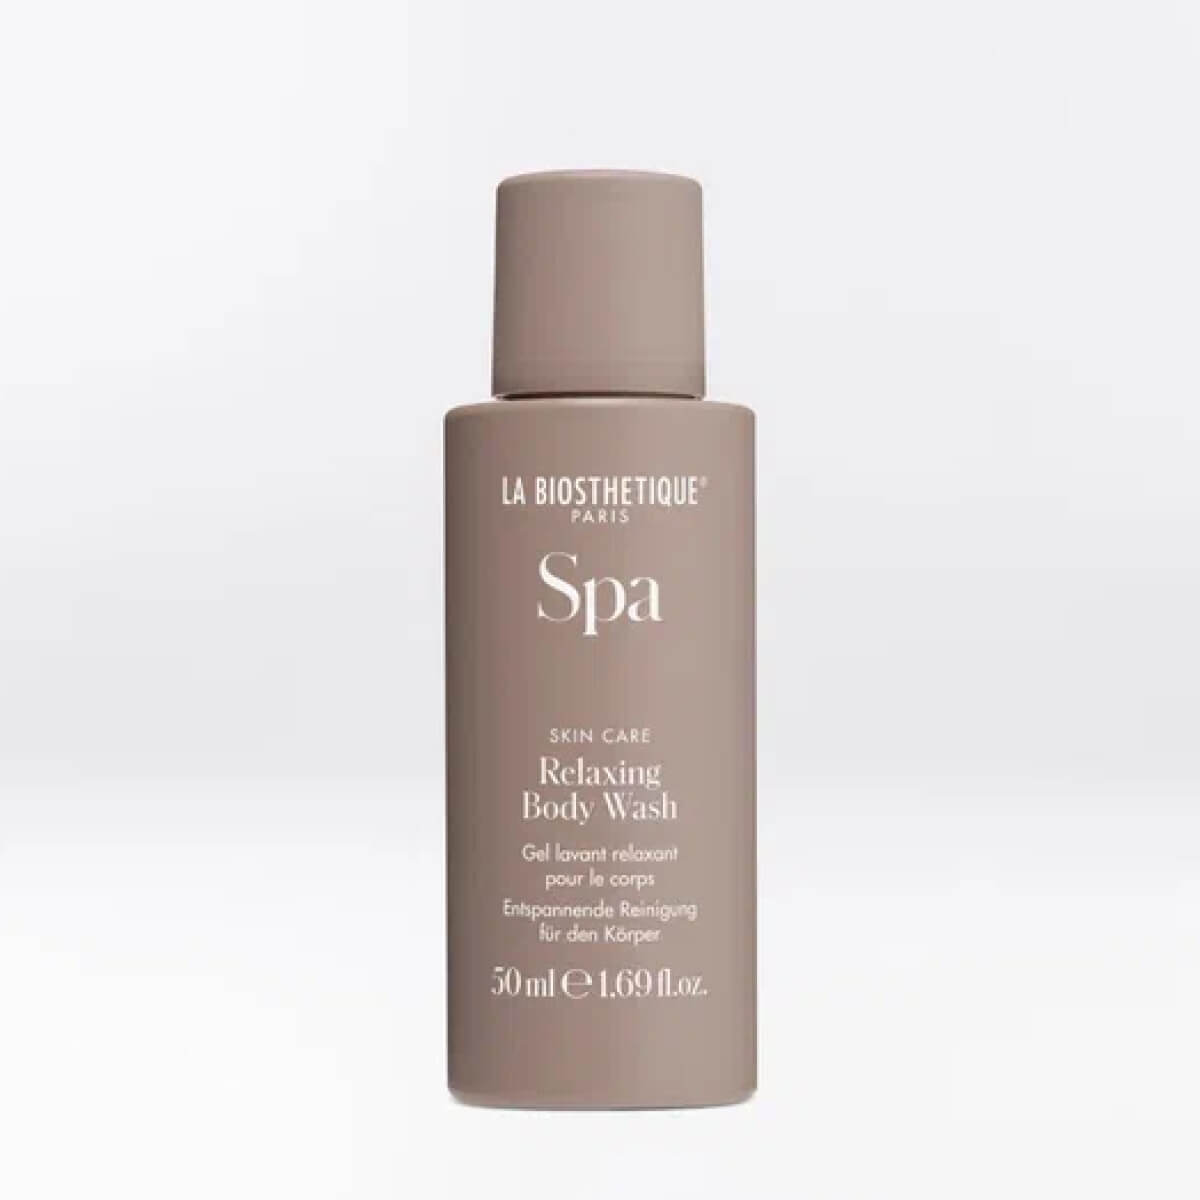 LA BIOSTHETIQUE®
PARIS
Spa
SKIN CARE
Relaxing
Body Wash
Gel lavant relaxant
pour le corps
Entspannende Reinigung
für den Körper
50 ml ℮ 1.69 fl.oz.